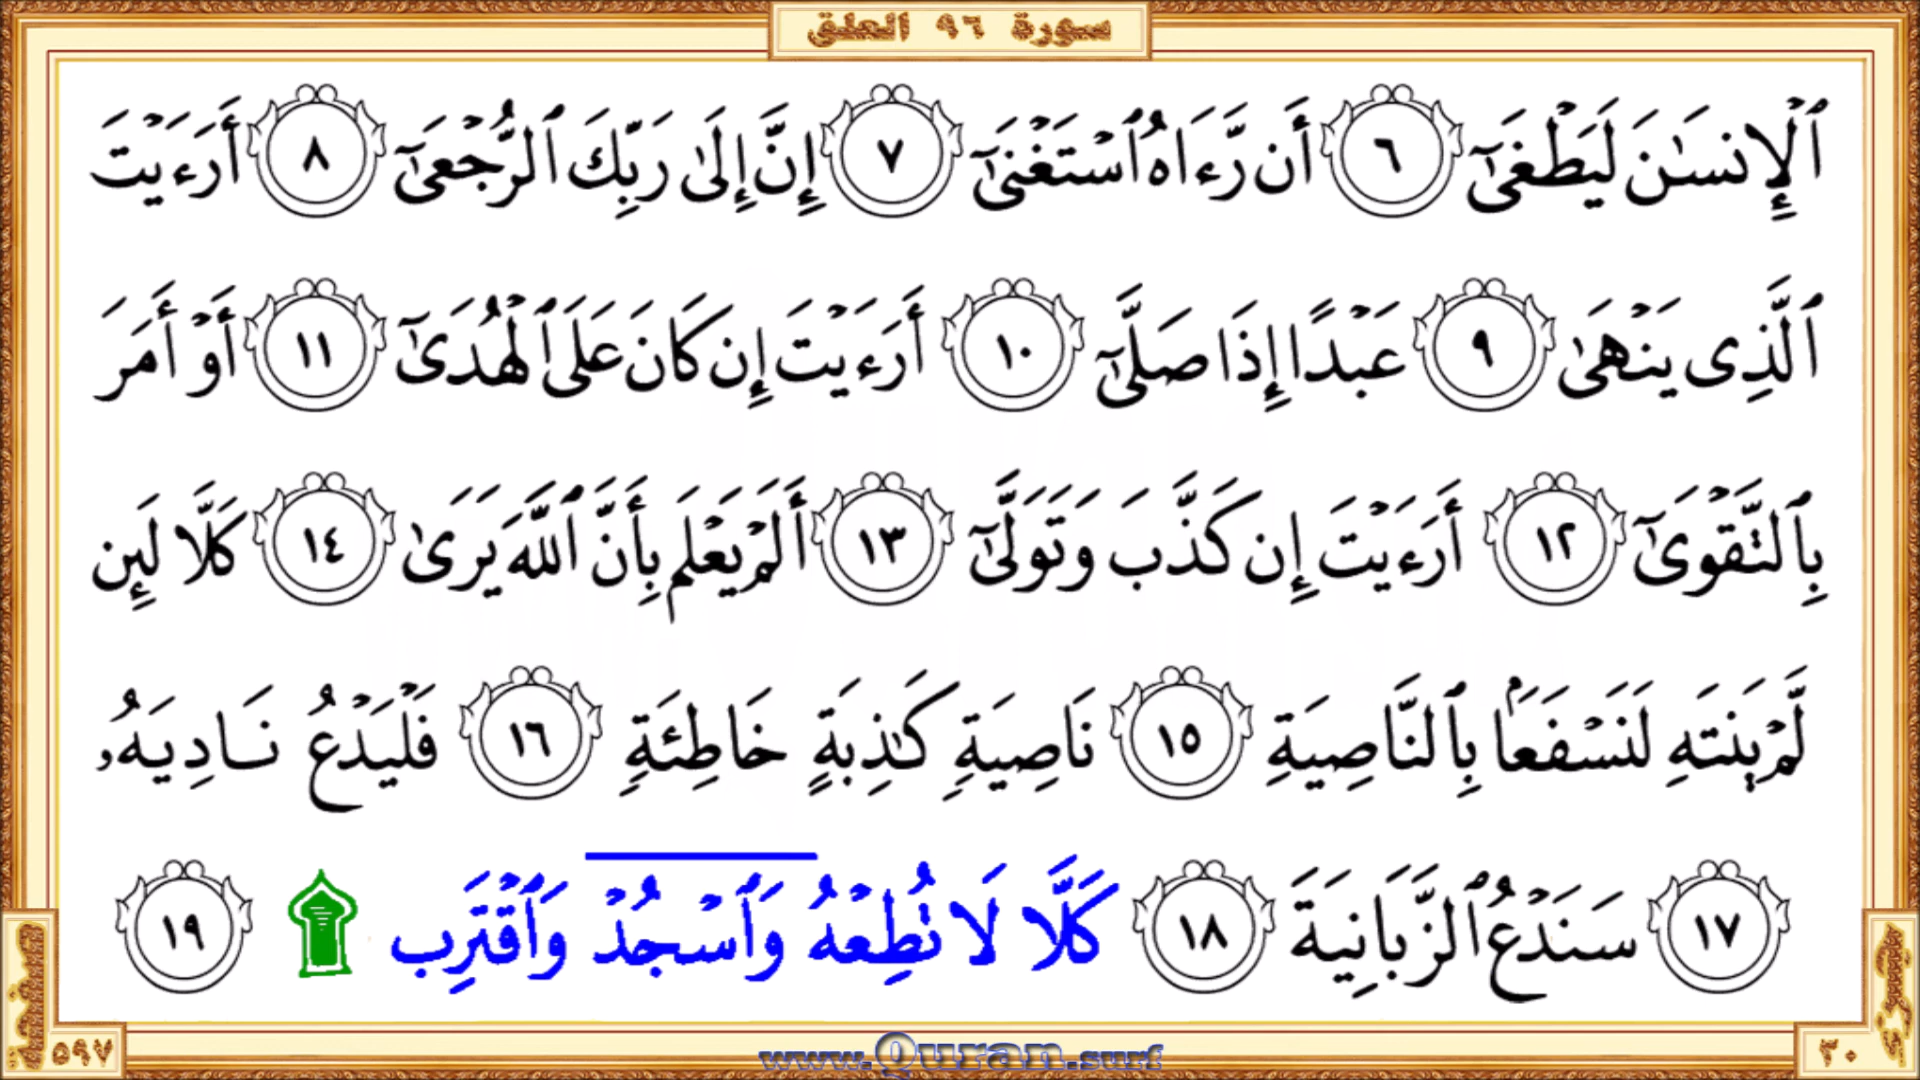 سورة ٩٦ العلق
ٱلْإِنسَٰنَ لَيَطْغَىٰٓ ٦ أَن رَّءَاهُ ٱسْتَغْنَىٰٓ ٧ إِنَّ إِلَىٰ رَبِّكَ ٱلرُّجْعَىٰٓ ٨ أَرَءَيْتَ
ٱلَّذِى يَنْهَىٰ ٩ عَبْدًا إِذَا صَلَّىٰٓ ١٠ أَرَءَيْتَ إِن كَانَ عَلَى ٱلْهُدَىٰٓ ١١ أَوْ أَمَرَ
بِٱلتَّقْوَىٰٓ ١٢ أَرَءَيْتَ إِن كَذَّبَ وَتَوَلَّىٰٓ ١٣ أَلَمْ يَعْلَم بِأَنَّ ٱللَّهَ يَرَىٰ ١٤ كَلَّا لَئِن
لَّمْ يَنتَهِ لَنَسْفَعًۢا بِٱلنَّاصِيَةِ ١٥ نَاصِيَةٍ كَٰذِبَةٍ خَاطِئَةٍ ١٦ فَلْيَدْعُ نَادِيَهُۥ
١٧ سَنَدْعُ ٱلزَّبَانِيَةَ ١٨ كَلَّا لَا تُطِعْهُ وَٱسْجُدْ وَٱقْتَرِب ۩ ١٩
صفحة ٥٩٧
www.Quran.surf
٣٠